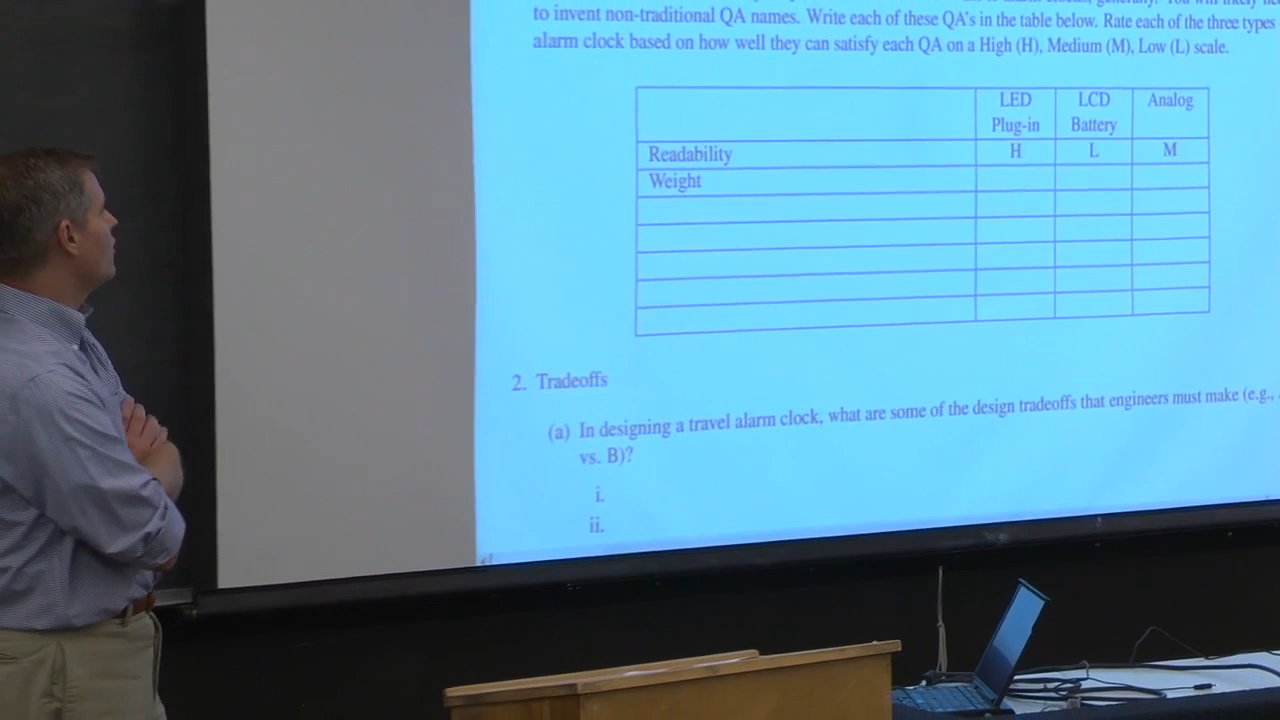 to invent non-traditional QA names. Write each of these QA's in the table below. Rate each of the three types
alarm clock based on how well they can satisfy each QA on a High (H), Medium (M), Low (L) scale.
LED Plug-in LCD Battery Analog
Readability H L M
Weight
2. Tradeoffs
(a) In designing a travel alarm clock, what are some of the design tradeoffs that engineers must make (e.g.,
vs. B)?
i.
ii.